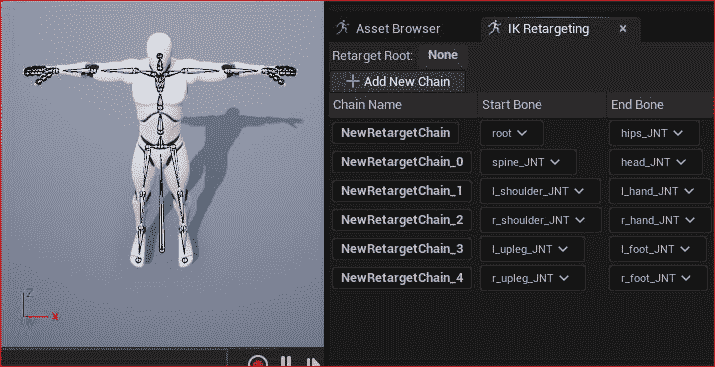 Asset Browser IK Retargeting ×
Retarget Root: None
+ Add New Chain
Chain Name Start Bone End Bone
NewRetargetChain root hips_JNT
NewRetargetChain_0 spine_JNT head_JNT
NewRetargetChain_1 l_shoulder_JNT l_hand_JNT
NewRetargetChain_2 r_shoulder_JNT r_hand_JNT
NewRetargetChain_3 l_upleg_JNT l_foot_JNT
NewRetargetChain_4 r_upleg_JNT r_foot_JNT
Z
X